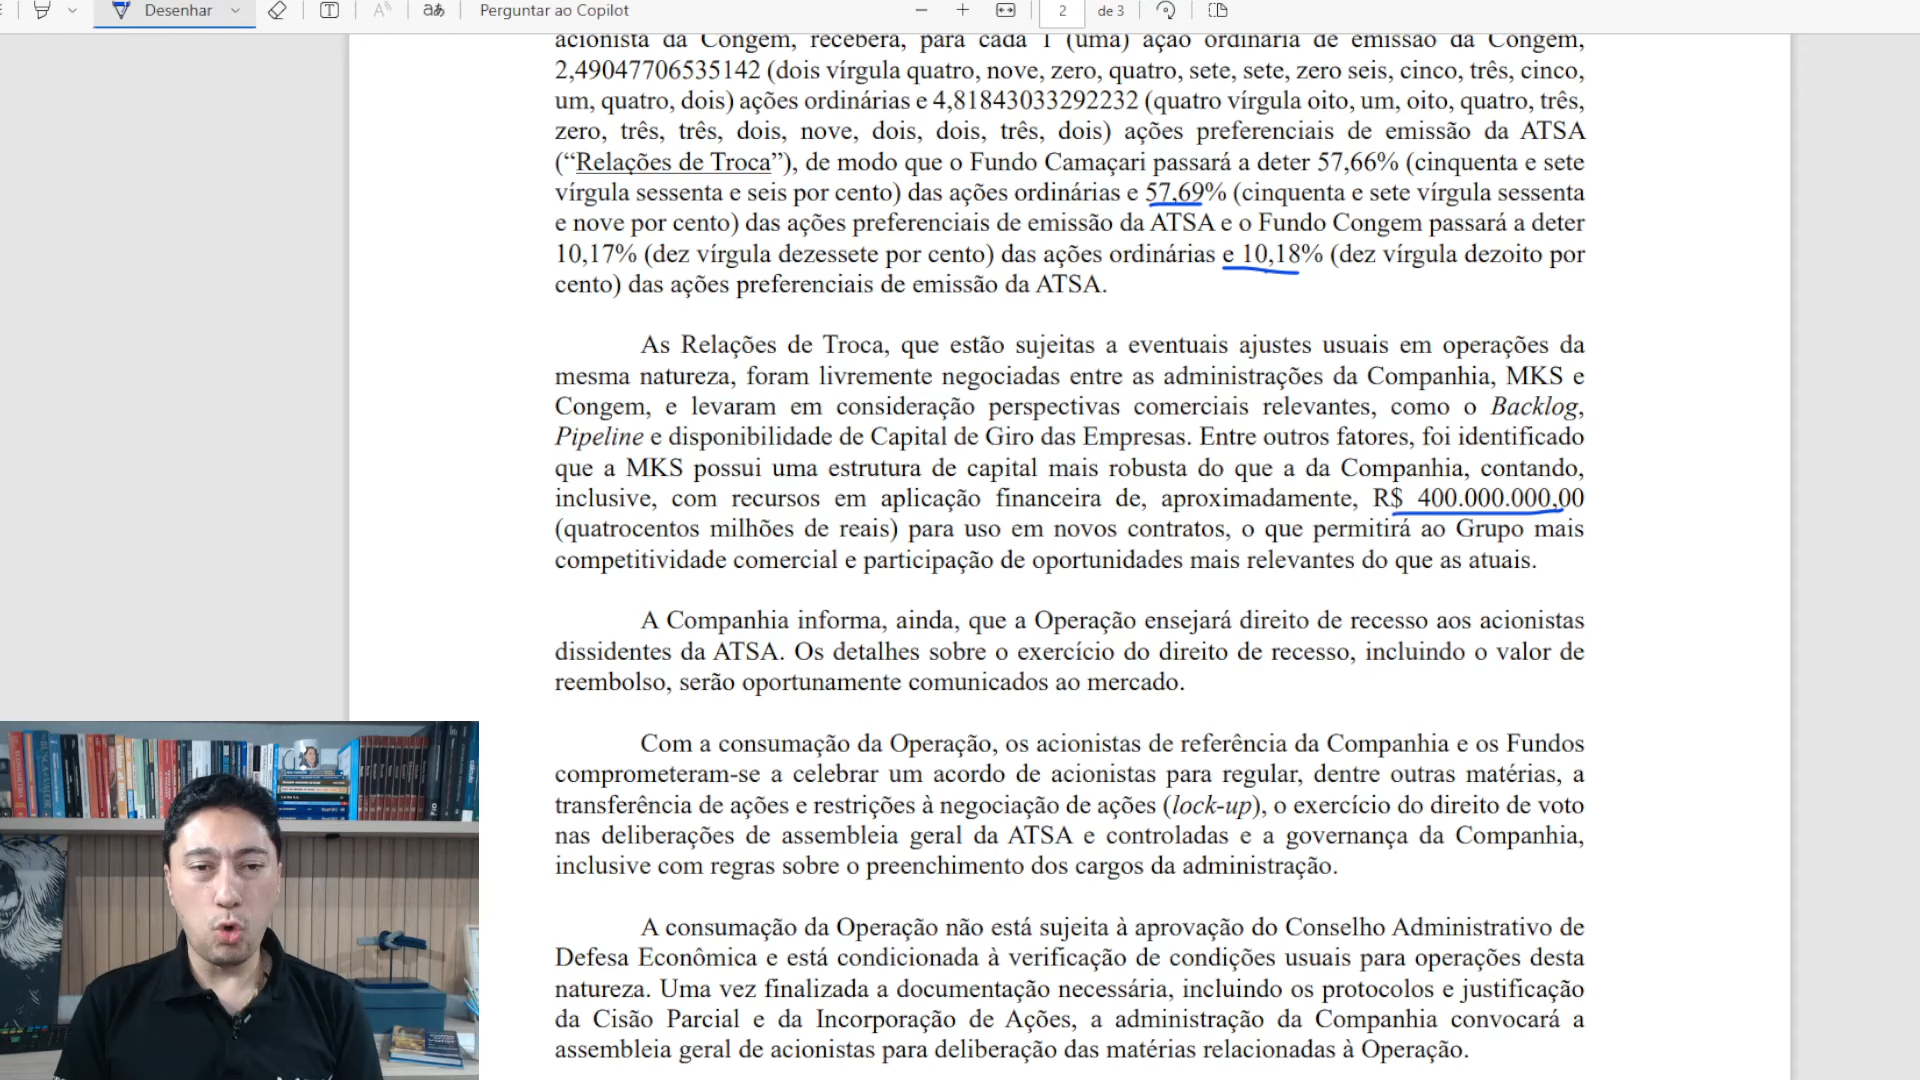 Desenhar
aあ
Perguntar ao Copilot
2
de 3
acionista da Congem, receberá, para cada 1 (uma) ação ordinária de emissão da Congem,
2,49047706535142 (dois vírgula quatro, nove, zero, quatro, sete, sete, zero seis, cinco, três, cinco,
um, quatro, dois) ações ordinárias e 4,81843033292232 (quatro vírgula oito, um, oito, quatro, três,
zero, três, três, dois, nove, dois, dois, três, dois) ações preferenciais de emissão da ATSA
(“Relações de Troca”), de modo que o Fundo Camaçari passará a deter 57,66% (cinquenta e sete
vírgula sessenta e seis por cento) das ações ordinárias e 57,69% (cinquenta e sete vírgula sessenta
e nove por cento) das ações preferenciais de emissão da ATSA e o Fundo Congem passará a deter
10,17% (dez vírgula dezessete por cento) das ações ordinárias e 10,18% (dez vírgula dezoito por
cento) das ações preferenciais de emissão da ATSA.
As Relações de Troca, que estão sujeitas a eventuais ajustes usuais em operações da
mesma natureza, foram livremente negociadas entre as administrações da Companhia, MKS e
Congem, e levaram em consideração perspectivas comerciais relevantes, como o Backlog,
Pipeline e disponibilidade de Capital de Giro das Empresas. Entre outros fatores, foi identificado
que a MKS possui uma estrutura de capital mais robusta do que a da Companhia, contando,
inclusive, com recursos em aplicação financeira de, aproximadamente, R$ 400.000.000,00
(quatrocentos milhões de reais) para uso em novos contratos, o que permitirá ao Grupo mais
competitividade comercial e participação de oportunidades mais relevantes do que as atuais.
A Companhia informa, ainda, que a Operação ensejará direito de recesso aos acionistas
dissidentes da ATSA. Os detalhes sobre o exercício do direito de recesso, incluindo o valor de
reembolso, serão oportunamente comunicados ao mercado.
Com a consumação da Operação, os acionistas de referência da Companhia e os Fundos
comprometeram-se a celebrar um acordo de acionistas para regular, dentre outras matérias, a
transferência de ações e restrições à negociação de ações (lock-up), o exercício do direito de voto
nas deliberações de assembleia geral da ATSA e controladas e a governança da Companhia,
inclusive com regras sobre o preenchimento dos cargos da administração.
A consumação da Operação não está sujeita à aprovação do Conselho Administrativo de
Defesa Econômica e está condicionada à verificação de condições usuais para operações desta
natureza. Uma vez finalizada a documentação necessária, incluindo os protocolos e justificação
da Cisão Parcial e da Incorporação de Ações, a administração da Companhia convocará a
assembleia geral de acionistas para deliberação das matérias relacionadas à Operação.